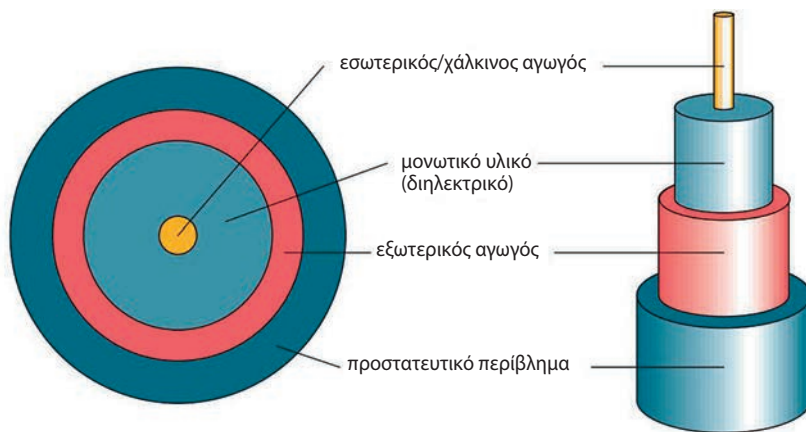 εσωτερικός/χάλκινος αγωγός
μονωτικό υλικό
(διηλεκτρικό)
εξωτερικός αγωγός
προστατευτικό περίβλημα